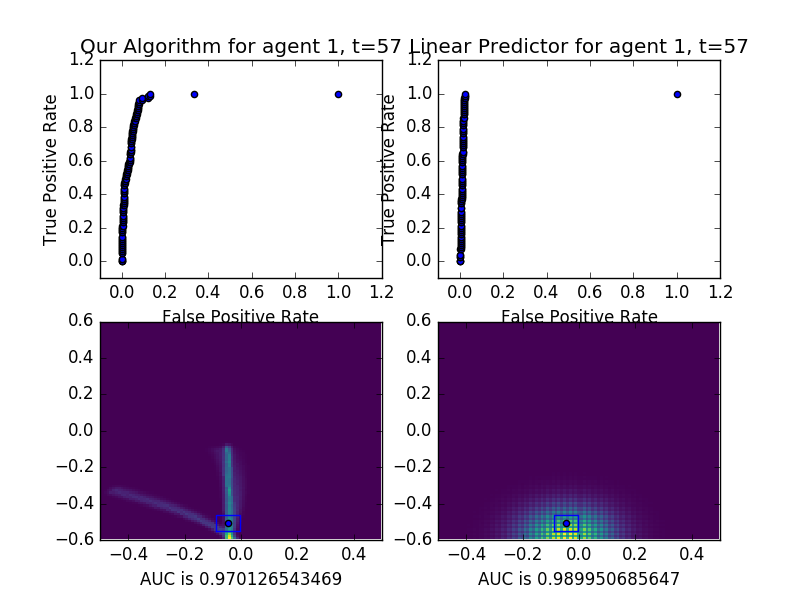 Our Algorithm for agent 1, t=57
Linear Predictor for agent 1, t=57
True Positive Rate
1.2
1.0
0.8
0.6
0.4
0.2
0.0
0.0 0.2 0.4 0.6 0.8 1.0 1.2
False Positive Rate
True Positive Rate
1.2
1.0
0.8
0.6
0.4
0.2
0.0
0.0 0.2 0.4 0.6 0.8 1.0 1.2
False Positive Rate
0.6
0.4
0.2
0.0
−0.2
−0.4
−0.6
−0.4 −0.2 0.0 0.2 0.4
AUC is 0.970126543469
0.6
0.4
0.2
0.0
−0.2
−0.4
−0.6
−0.4 −0.2 0.0 0.2 0.4
AUC is 0.989950685647